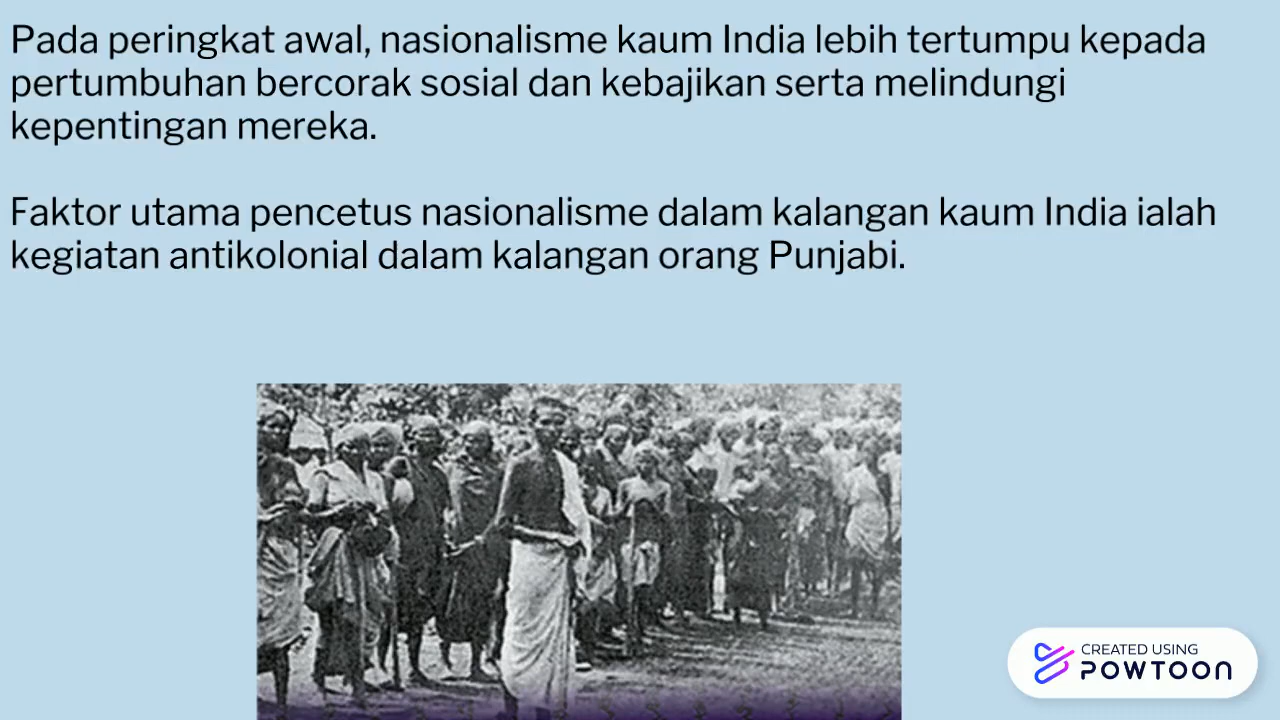 Pada peringkat awal, nasionalisme kaum India lebih tertumpu kepada
pertumbuhan bercorak sosial dan kebajikan serta melindungi
kepentingan mereka.
Faktor utama pencetus nasionalisme dalam kalangan kaum India ialah
kegiatan antikolonial dalam kalangan orang Punjabi.
CREATED USING
POWTOON